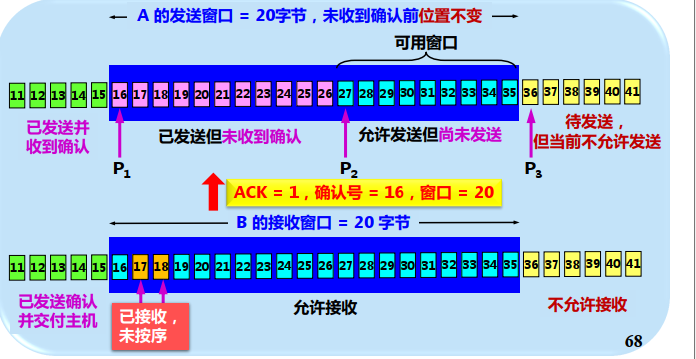 A 的发送窗口 = 20字节，未收到确认前位置不变
可用窗口
11 12 13 14 15 16 17 18 19 20 21 22 23 24 25 26 27 28 29 30 31 32 33 34 35 36 37 38 39 40 41
已发送并
收到确认
已发送但未收到确认
允许发送但尚未发送
待发送，
但当前不允许发送
P1
P2
P3
ACK = 1，确认号 = 16，窗口 = 20
B 的接收窗口 = 20 字节
11 12 13 14 15 16 17 18 19 20 21 22 23 24 25 26 27 28 29 30 31 32 33 34 35 36 37 38 39 40 41
已发送确认
并交付主机
已接收，
未按序
允许接收
不允许接收
68